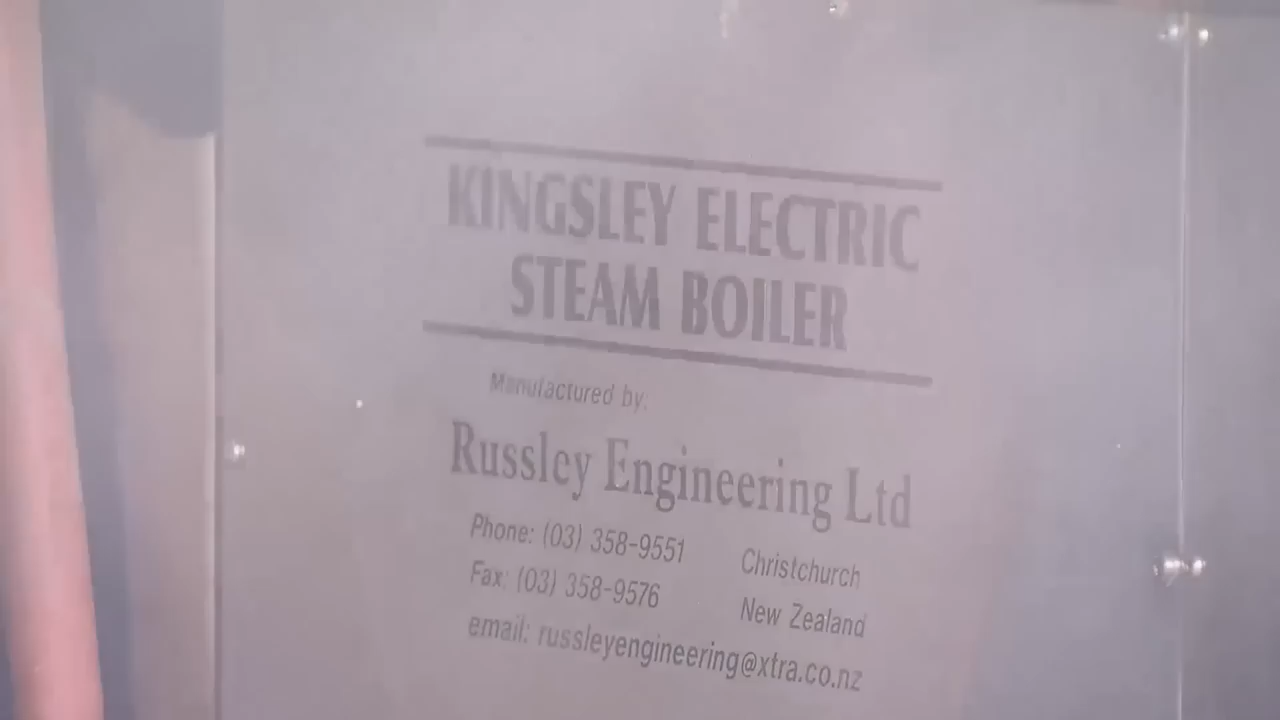 KINGSLEY ELECTRIC
STEAM BOILER
Manufactured by:
Russley Engineering Ltd
Phone: (03) 358-9551 Christchurch
Fax: (03) 358-9576 New Zealand
email: russleyengineering@xtra.co.nz